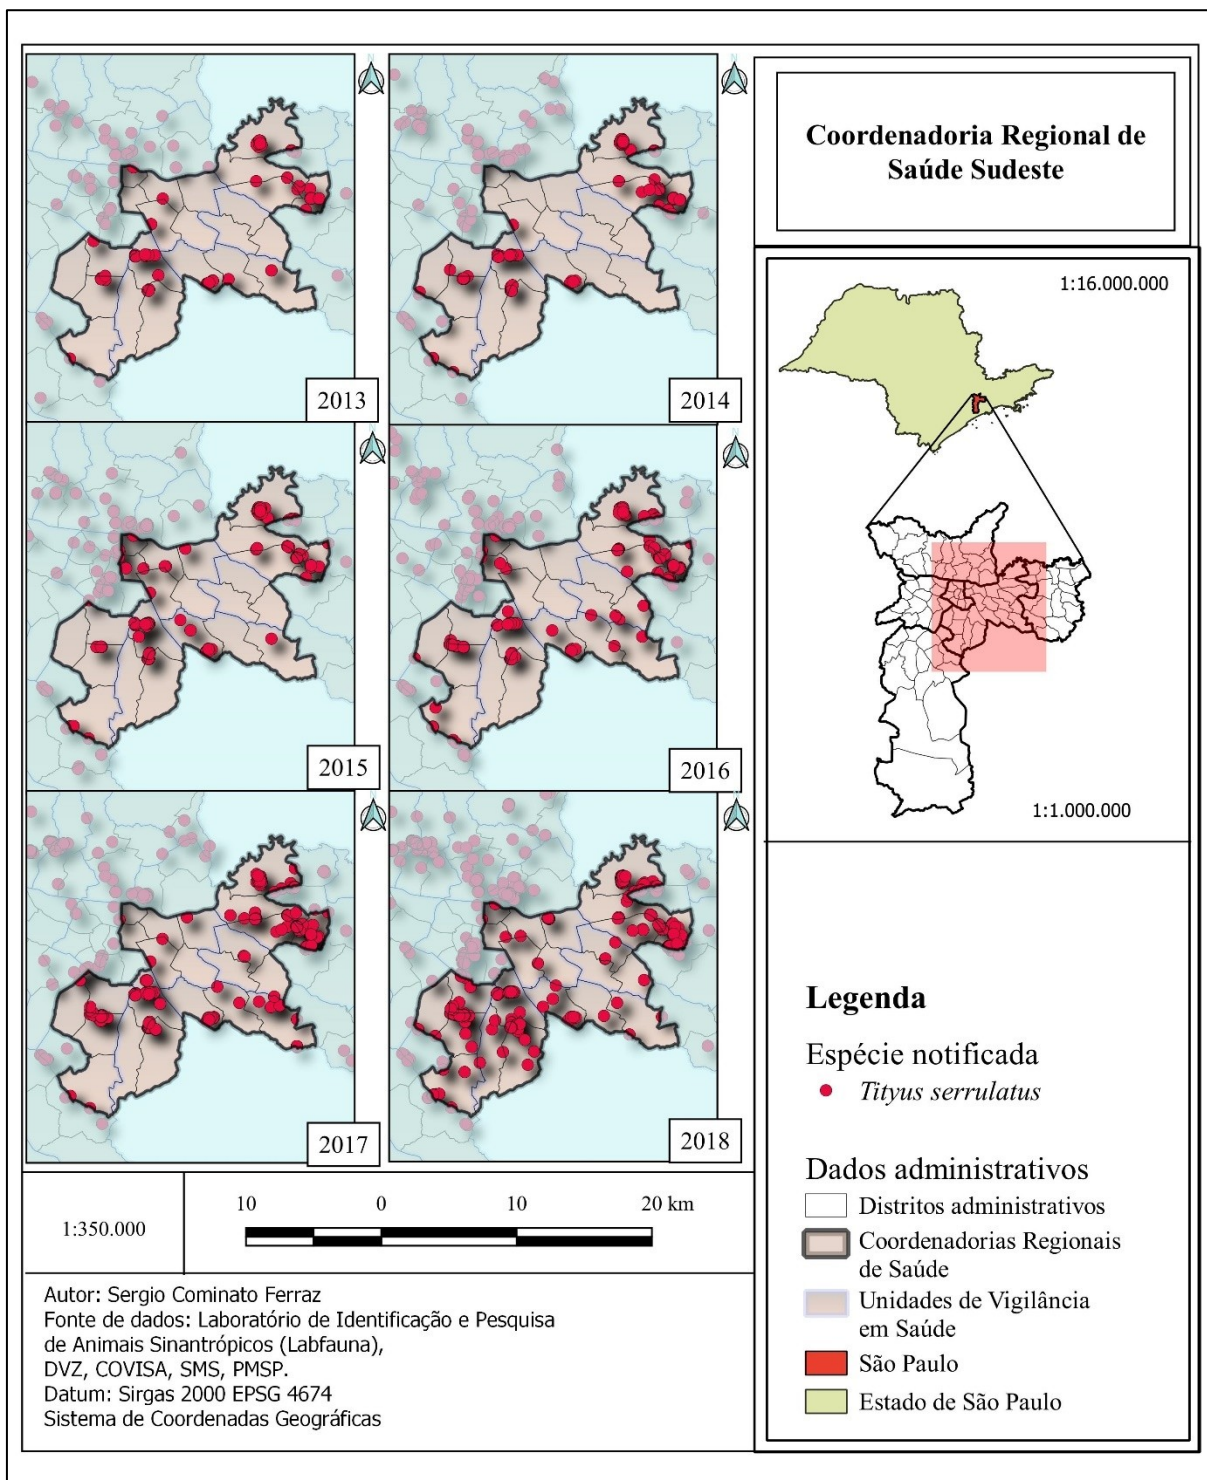 2013
2014
2015
2016
2017
2018
1:350.000
10 0 10 20 km
Autor: Sergio Cominato Ferraz
Fonte de dados: Laboratório de Identificação e Pesquisa
de Animais Sinantrópicos (Labfauna),
DVZ, COVISA, SMS, PMSP.
Datum: Sirgas 2000 EPSG 4674
Sistema de Coordenadas Geográficas
Coordenadoria Regional de
Saúde Sudeste
1:16.000.000
1:1.000.000
Legenda
Espécie notificada
Tityus serrulatus
Dados administrativos
Distritos administrativos
Coordenadorias Regionais
de Saúde
Unidades de Vigilância
em Saúde
São Paulo
Estado de São Paulo